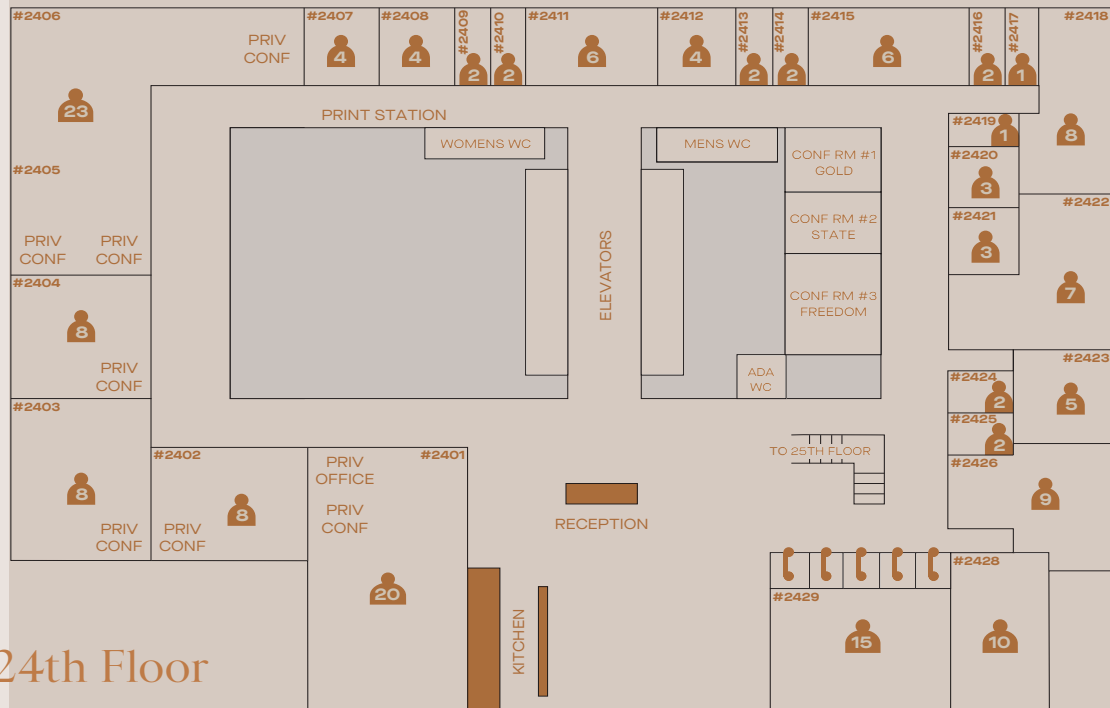 #2406
PRIV
CONF
23
#2405
PRIV
CONF
PRIV
CONF
#2407
4
#2408
4
#2409
2
#2410
2
#2411
6
#2412
4
#2413
2
#2414
2
#2415
6
#2416
2
#2417
1
#2418
8
#2419
1
#2420
3
#2421
3
#2422
7
PRINT STATION
WOMENS WC
MENS WC
CONF RM #1
GOLD
CONF RM #2
STATE
CONF RM #3
FREEDOM
ELEVATORS
ADA
WC
#2404
8
PRIV
CONF
#2403
8
PRIV
CONF
#2402
8
PRIV
CONF
#2401
PRIV
OFFICE
PRIV
CONF
20
#2423
5
#2424
2
#2425
2
#2426
9
TO 25TH FLOOR
RECEPTION
KITCHEN
#2428
10
#2429
15
24th Floor